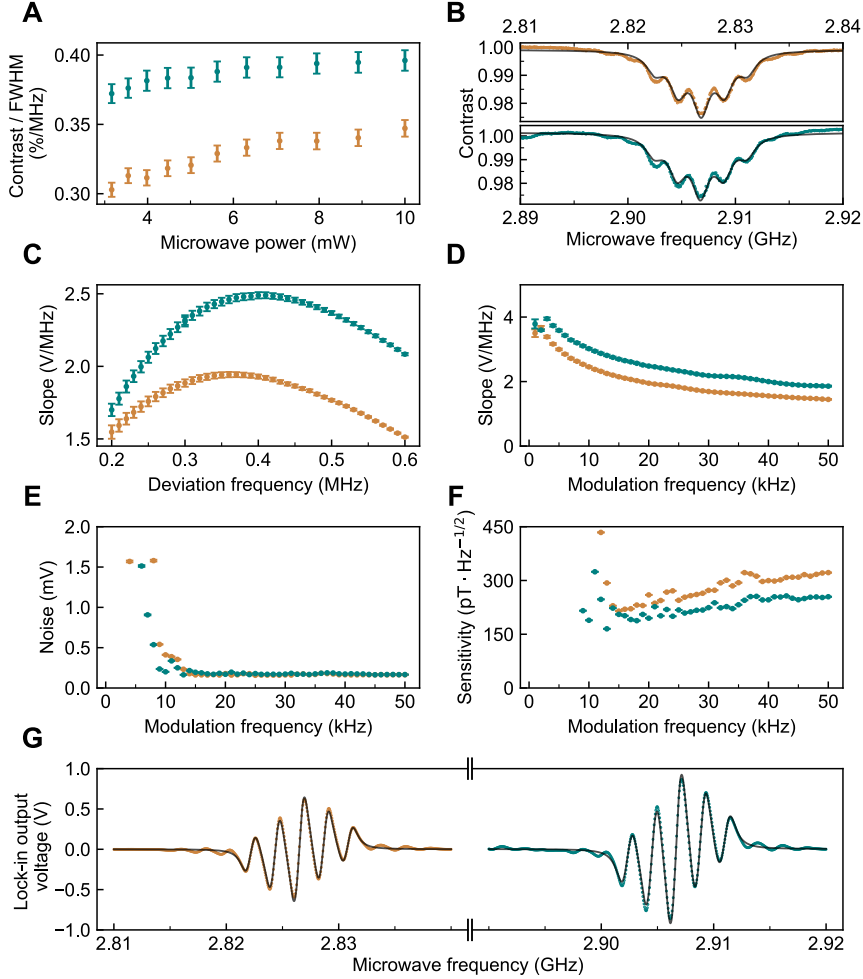 A
B
2.81 2.82 2.83 2.84
0.40
0.35
0.30
Contrast / FWHM
(%/MHz)
4 6 8 10
Microwave power (mW)
1.00
0.99
0.98
1.00
0.99
0.98
Contrast
2.89 2.90 2.91 2.92
Microwave frequency (GHz)
C
D
2.5
2.0
1.5
Slope (V/MHz)
0.2 0.3 0.4 0.5 0.6
Deviation frequency (MHz)
4
2
0
Slope (V/MHz)
0 10 20 30 40 50
Modulation frequency (kHz)
E
F
2.0
1.5
1.0
0.5
0.0
Noise (mV)
0 10 20 30 40 50
Modulation frequency (kHz)
450
300
150
0
Sensitivity (pT · Hz⁻¹/²)
0 10 20 30 40 50
Modulation frequency (kHz)
G
1.0
0.5
0.0
−0.5
−1.0
Lock-in output
voltage (V)
2.81 2.82 2.83 2.90 2.91 2.92
Microwave frequency (GHz)